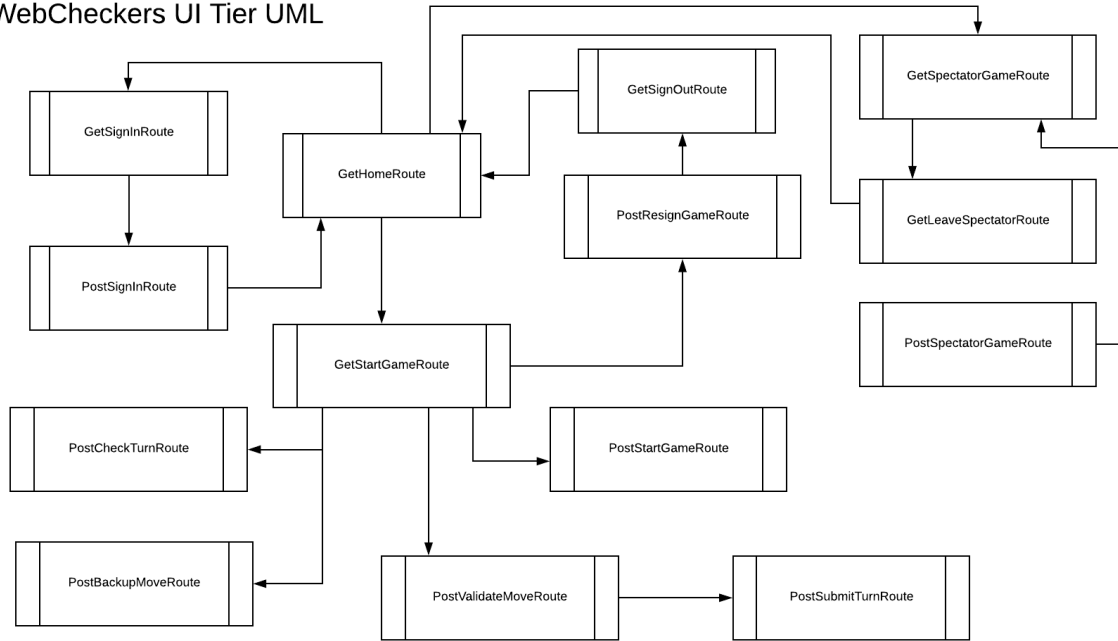 WebCheckers UI Tier UML
GetSpectatorGameRoute
GetSignOutRoute
GetSignInRoute
GetHomeRoute
PostResignGameRoute
GetLeaveSpectatorRoute
PostSignInRoute
PostSpectatorGameRoute
GetStartGameRoute
PostCheckTurnRoute
PostStartGameRoute
PostBackupMoveRoute
PostValidateMoveRoute
PostSubmitTurnRoute